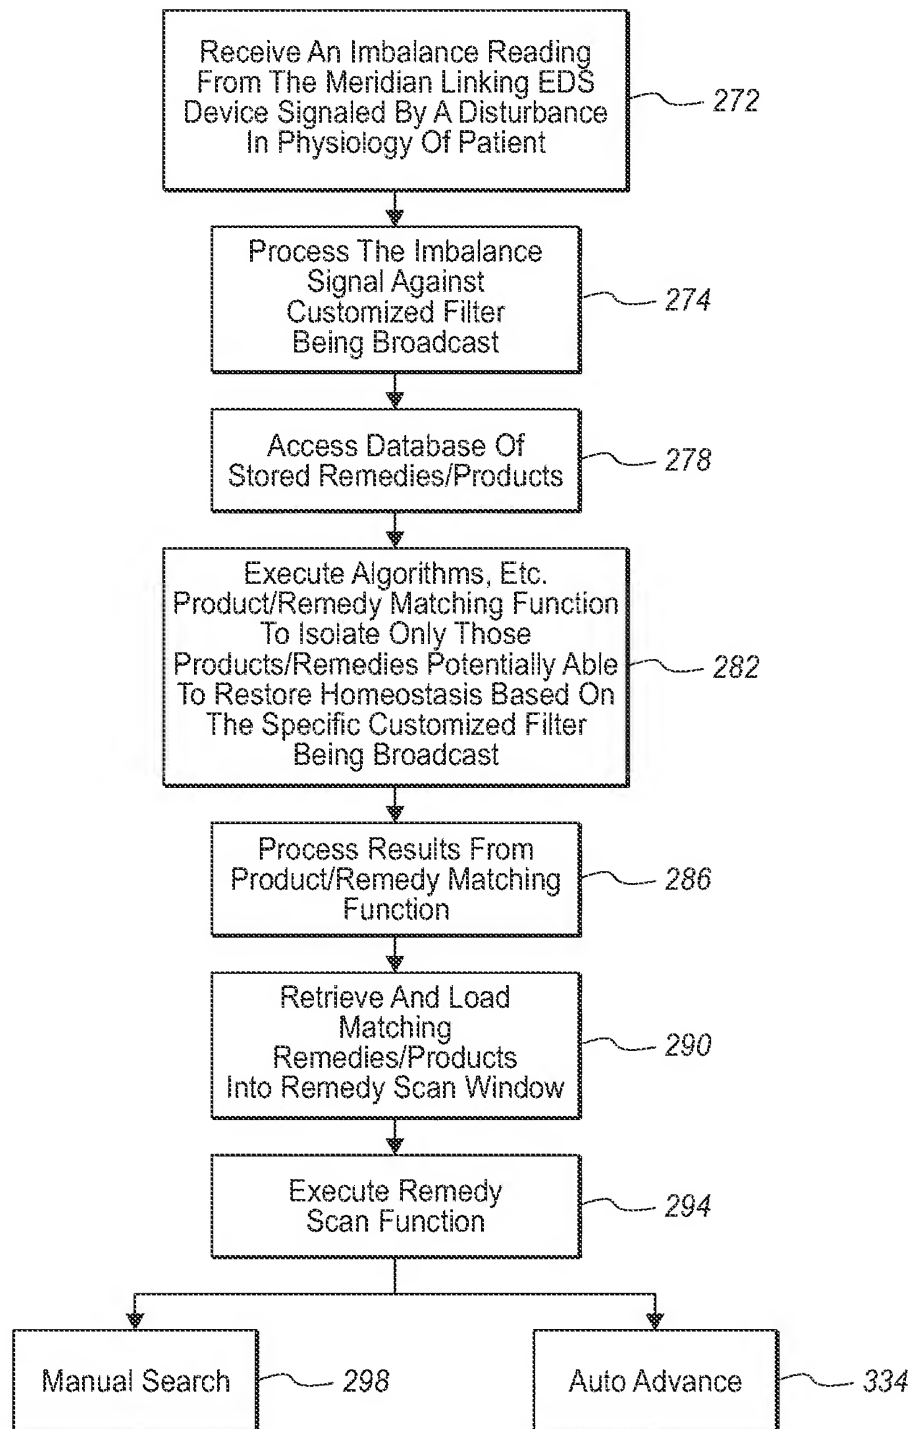 Receive An Imbalance Reading
From The Meridian Linking EDS
Device Signaled By A Disturbance
In Physiology Of Patient
272
Process The Imbalance
Signal Against
Customized Filter
Being Broadcast
274
Access Database Of
Stored Remedies/Products
278
Execute Algorithms, Etc.
Product/Remedy Matching Function
To Isolate Only Those
Products/Remedies Potentially Able
To Restore Homeostasis Based On
The Specific Customized Filter
Being Broadcast
282
Process Results From
Product/Remedy Matching
Function
286
Retrieve And Load
Matching
Remedies/Products
Into Remedy Scan Window
290
Execute Remedy
Scan Function
294
Manual Search
298
Auto Advance
334